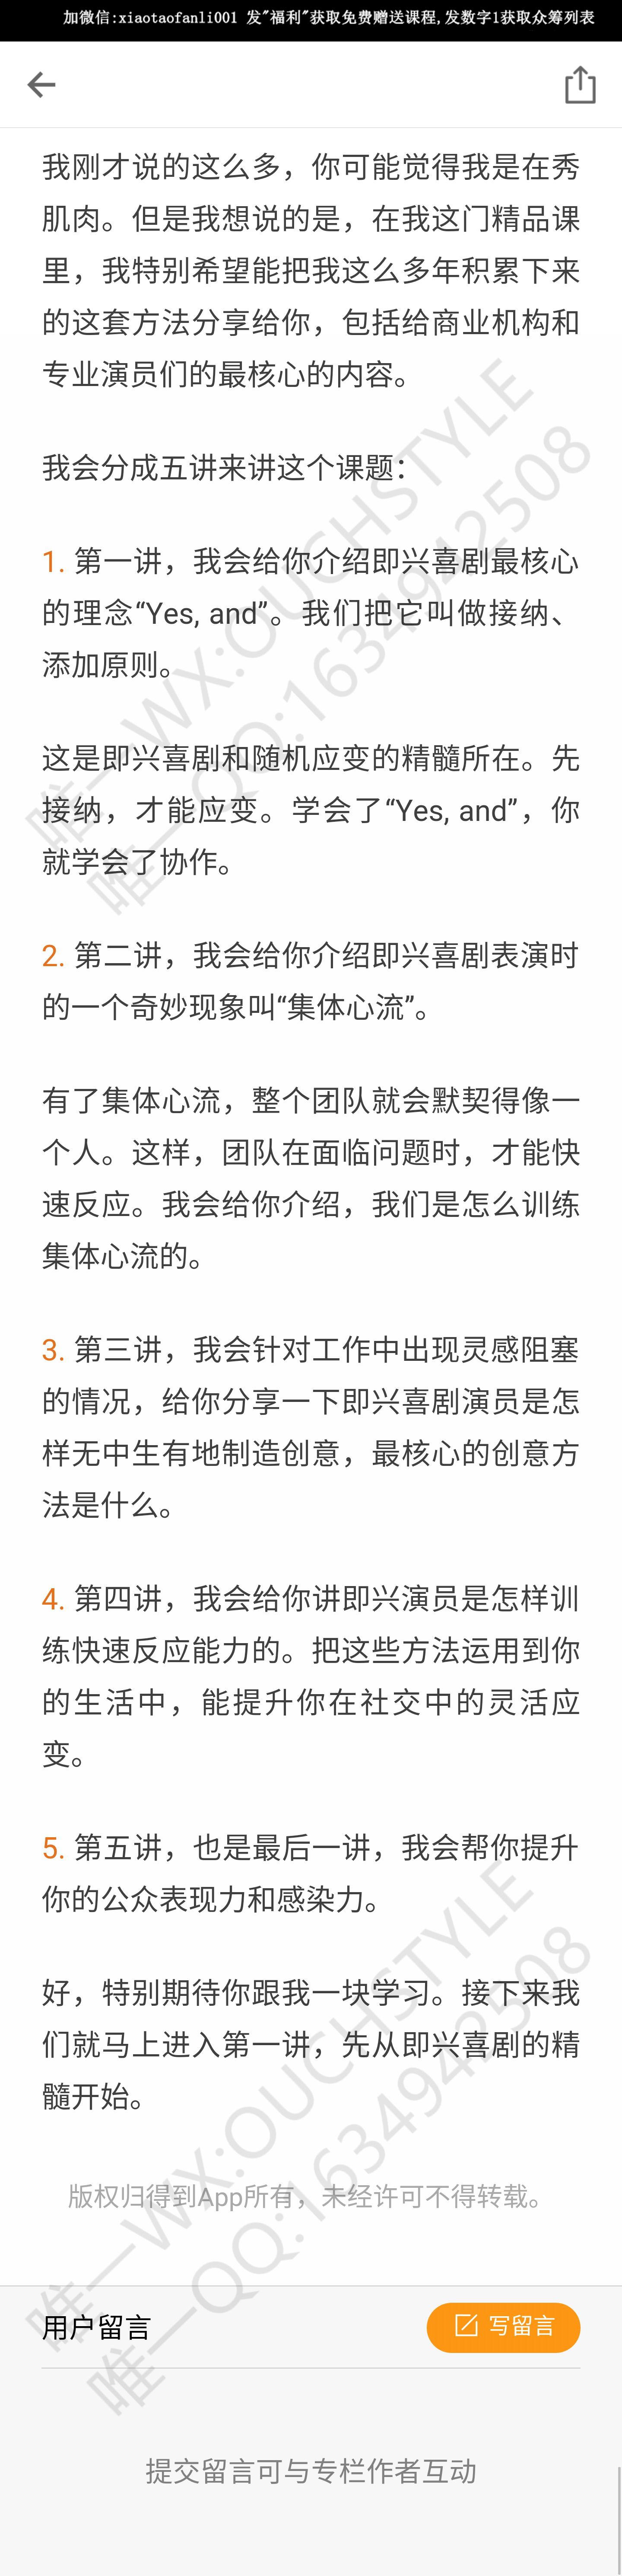 加微信:xiaotaofanli001 发"福利"获取免费赠送课程,发数字1获取众筹列表
我刚才说的这么多，你可能觉得我是在秀
肌肉。但是我想说的是，在我这门精品课
里，我特别希望能把我这么多年积累下来
的这套方法分享给你，包括给商业机构和
专业演员们的最核心的内容。
我会分成五讲来讲这个课题：
1. 第一讲，我会给你介绍即兴喜剧最核心
的理念“Yes, and”。我们把它叫做接纳、
添加原则。
这是即兴喜剧和随机应变的精髓所在。先
接纳，才能应变。学会了“Yes, and”，你
就学会了协作。
2. 第二讲，我会给你介绍即兴喜剧表演时
的一个奇妙现象叫“集体心流”。
有了集体心流，整个团队就会默契得像一
个人。这样，团队在面临问题时，才能快
速反应。我会给你介绍，我们是怎么训练
集体心流的。
3. 第三讲，我会针对工作中出现灵感阻塞
的情况，给你分享一下即兴喜剧演员是怎
样无中生有地制造创意，最核心的创意方
法是什么。
4. 第四讲，我会给你讲即兴演员是怎样训
练快速反应能力的。把这些方法运用到你
的生活中，能提升你在社交中的灵活应
变。
5. 第五讲，也是最后一讲，我会帮你提升
你的公众表现力和感染力。
好，特别期待你跟我一块学习。接下来我
们就马上进入第一讲，先从即兴喜剧的精
髓开始。
版权归得到App所有，未经许可不得转载。
用户留言
写留言
提交留言可与专栏作者互动
唯一WX:OUCHSTYLE
唯一QQ:1634942508
唯一WX:OUCHSTYLE
唯一QQ:1634942508